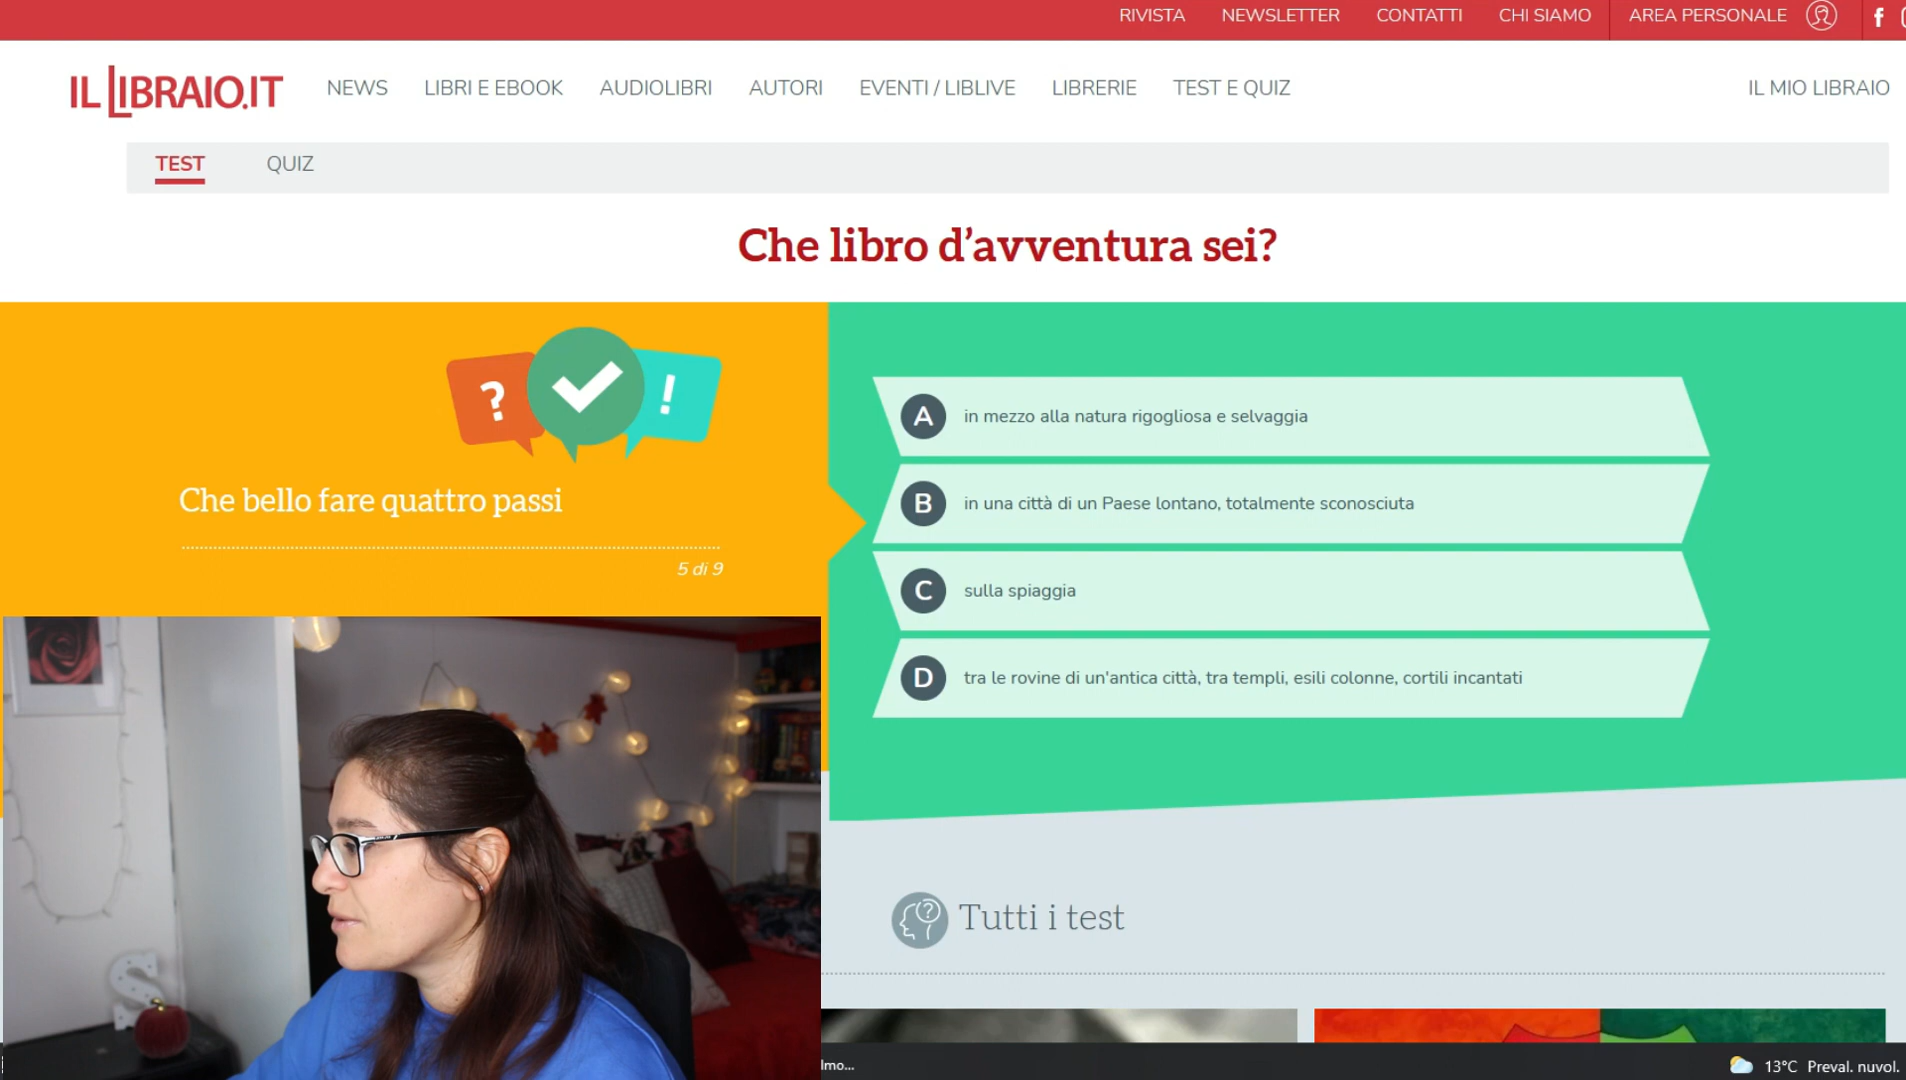 RIVISTA NEWSLETTER CONTATTI CHI SIAMO AREA PERSONALE
IL LIBRAIO.IT NEWS LIBRI E EBOOK AUDIOLIBRI AUTORI EVENTI / LIBLIVE LIBRERIE TEST E QUIZ IL MIO LIBRAIO
TEST QUIZ
Che libro d’avventura sei?
? !
Che bello fare quattro passi
5 di 9
A in mezzo alla natura rigogliosa e selvaggia
B in una città di un Paese lontano, totalmente sconosciuta
C sulla spiaggia
D tra le rovine di un'antica città, tra templi, esili colonne, cortili incantati
Tutti i test
S
13°C Preval. nuvol.